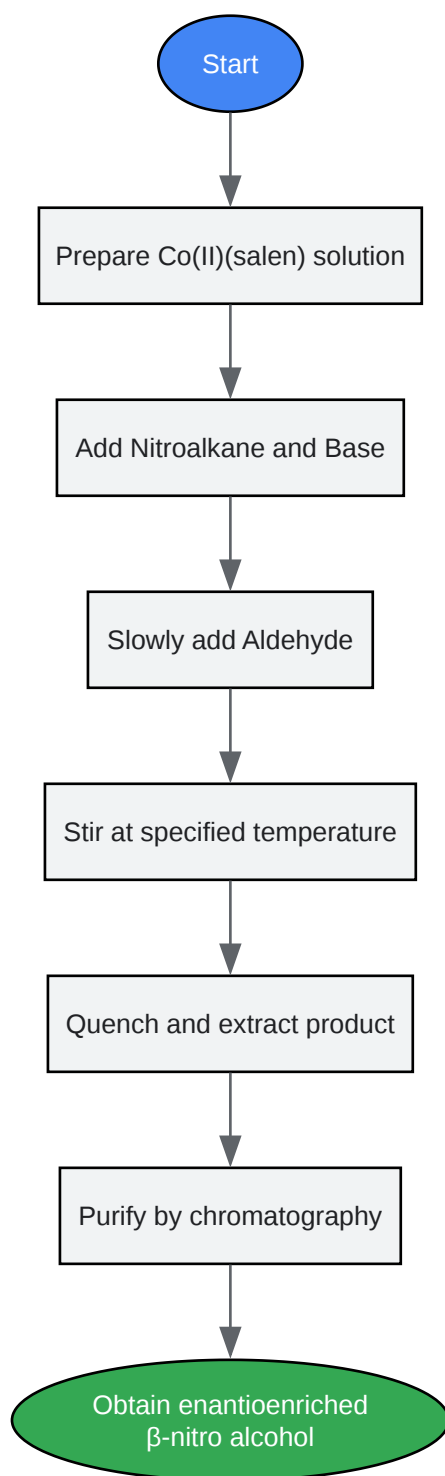 Start
Prepare Co(II)(salen) solution
Add Nitroalkane and Base
Slowly add Aldehyde
Stir at specified temperature
Quench and extract product
Purify by chromatography
Obtain enantioenriched
β-nitro alcohol